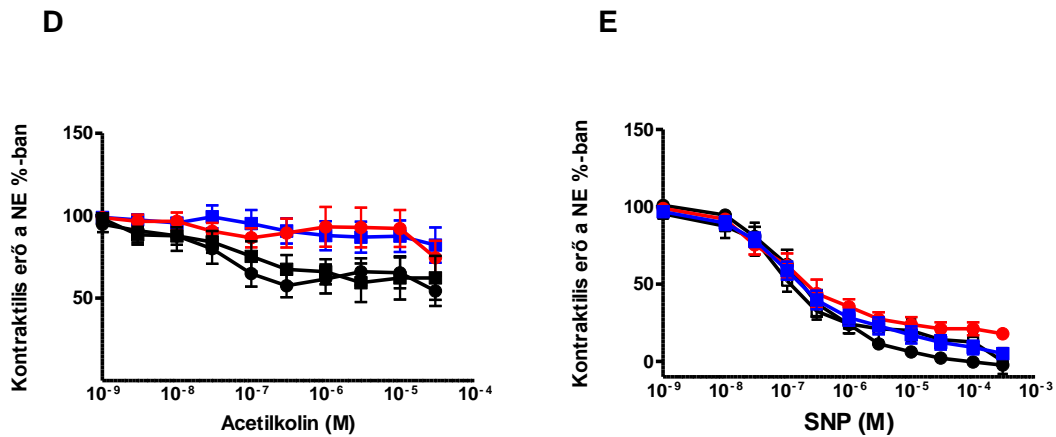 D
E
Kontraktilis erő a NE %-ban
150
100
50
10⁻⁹ 10⁻⁸ 10⁻⁷ 10⁻⁶ 10⁻⁵ 10⁻⁴
Acetilkolin (M)
Kontraktilis erő a NE %-ban
150
100
50
0
10⁻⁹ 10⁻⁸ 10⁻⁷ 10⁻⁶ 10⁻⁵ 10⁻⁴ 10⁻³
SNP (M)